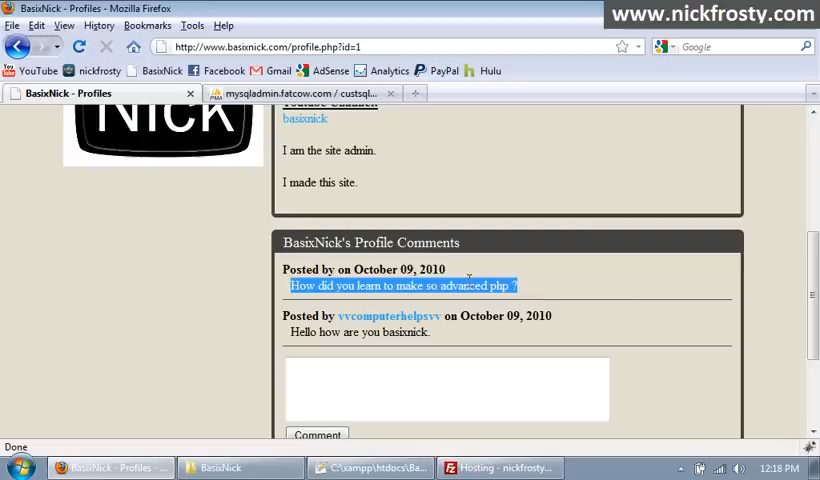 BasixNick - Profiles - Mozilla Firefox
www.nickfrosty.com
File Edit View History Bookmarks Tools Help
http://www.basixnick.com/profile.php?id=1
Google
YouTube nickfrosty BasixNick Facebook Gmail AdSense Analytics PayPal Hulu
BasixNick - Profiles
mysqladmin.fatcow.com / custsql...
NICK
Youtube Channel
basixnick
I am the site admin.
I made this site.
BasixNick's Profile Comments
Posted by on October 09, 2010
How did you learn to make so advanced php ?
Posted by vvcomputerhelpsvv on October 09, 2010
Hello how are you basixnick.
Comment
Done
BasixNick - Profiles - ...
BasixNick
C:\xampp\htdocs\Ba...
Hosting - nickfrosty...
12:18 PM